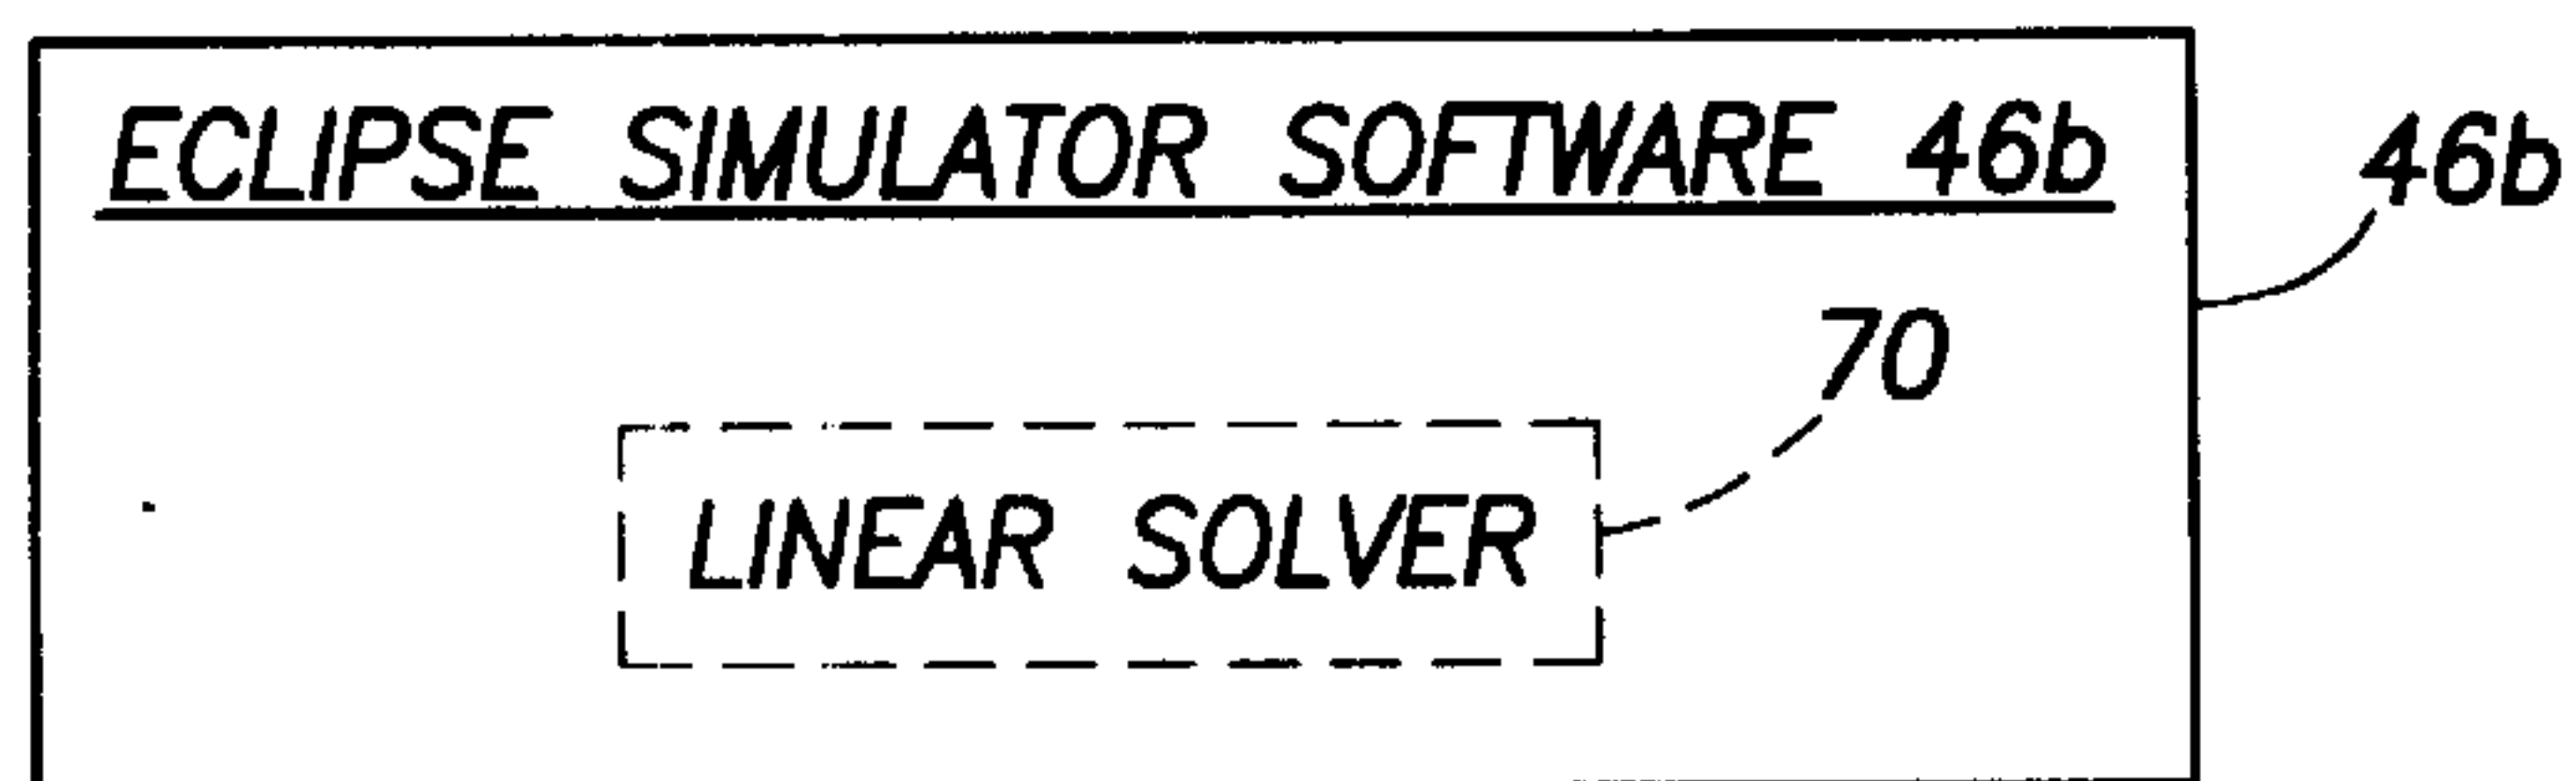 ECLIPSE SIMULATOR SOFTWARE 46b
46b
70
LINEAR SOLVER